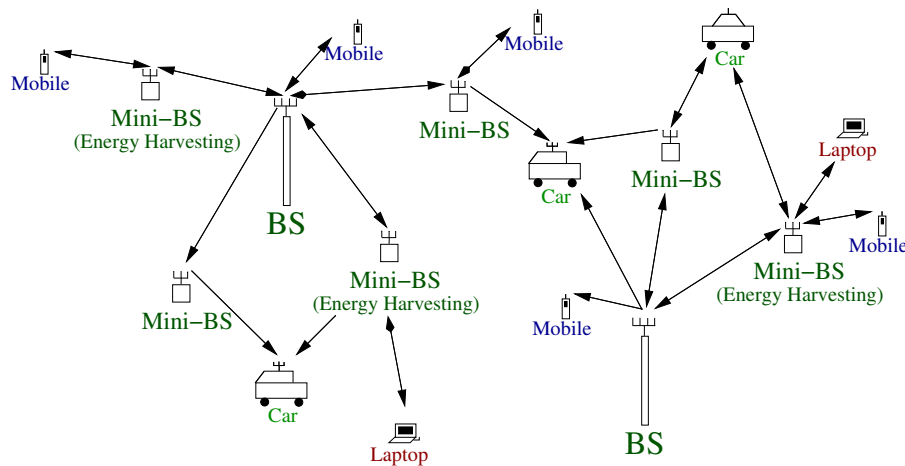 Mobile
Mobile
Mobile
Car
Mini−BS
(Energy Harvesting)
Mini−BS
Laptop
Car
Mini−BS
BS
Mobile
Mini−BS
(Energy Harvesting)
Mini−BS
(Energy Harvesting)
Mini−BS
Mobile
Car
Laptop
BS